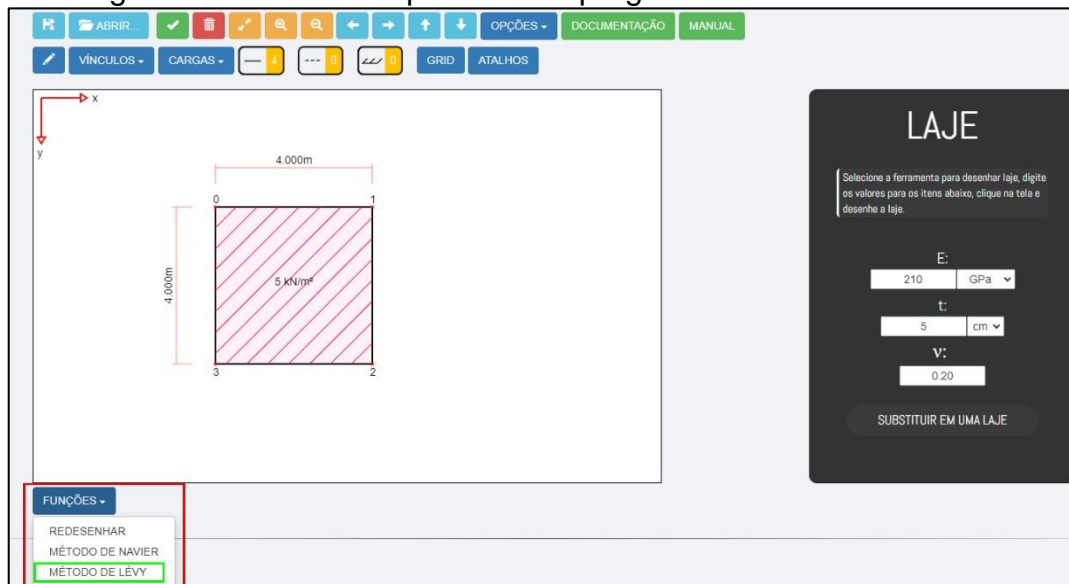 ABRIR...
OPÇÕES
DOCUMENTAÇÃO
MANUAL
VÍNCULOS
CARGAS
4
0
0
GRID
ATALHOS
x
y
4.000m
0
1
4.000m
5 kN/m²
3
2
LAJE
Selecione a ferramenta para desenhar laje, digite
os valores para os itens abaixo, clique na tela e
desenhe a laje.
E:
210 GPa
t:
5 cm
ν:
0.20
SUBSTITUIR EM UMA LAJE
FUNÇÕES
REDESENHAR
MÉTODO DE NAVIER
MÉTODO DE LÉVY